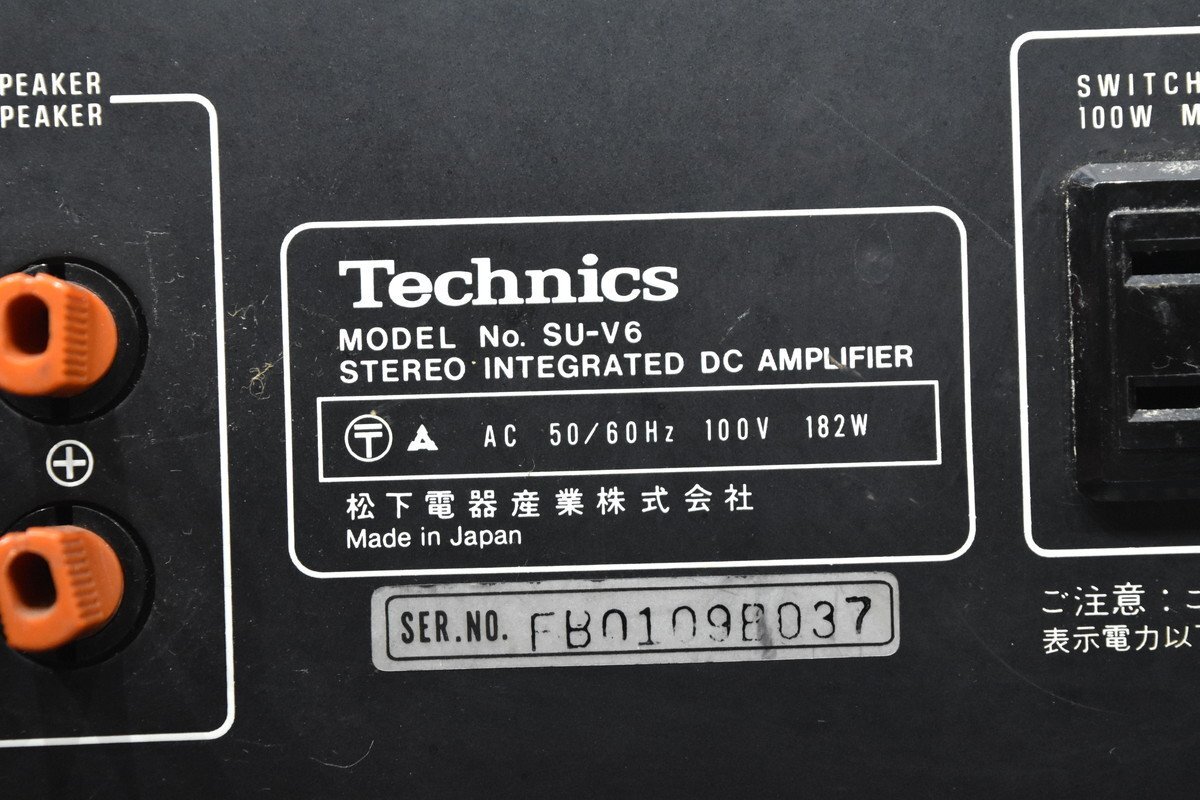 PEAKER
PEAKER
SWITCH
100W M
Technics
MODEL No. SU-V6
STEREO INTEGRATED DC AMPLIFIER
〒 AC 50/60Hz 100V 182W
松下電器産業株式会社
Made in Japan
SER.NO. FB0109B037
ご注意：こ
表示電力以下